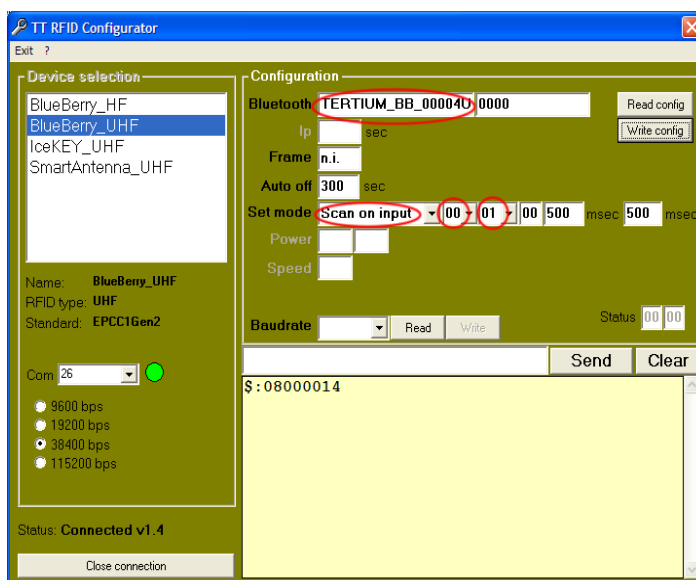 TT RFID Configurator
Exit ?
Device selection
BlueBerry_HF
BlueBerry_UHF
IceKEY_UHF
SmartAntenna_UHF
Name: BlueBerry_UHF
RFID type: UHF
Standard: EPCC1Gen2
Com 26
9600 bps
19200 bps
38400 bps
115200 bps
Status: Connected v1.4
Close connection
Configuration
Bluetooth TERTIUM_BB_00004U 0000 Read config
Ip sec Write config
Frame n.i.
Auto off 300 sec
Set mode Scan on input 00 01 00 500 msec 500 msec
Power
Speed
Baudrate Read Write Status 00 00
Send Clear
$:08000014